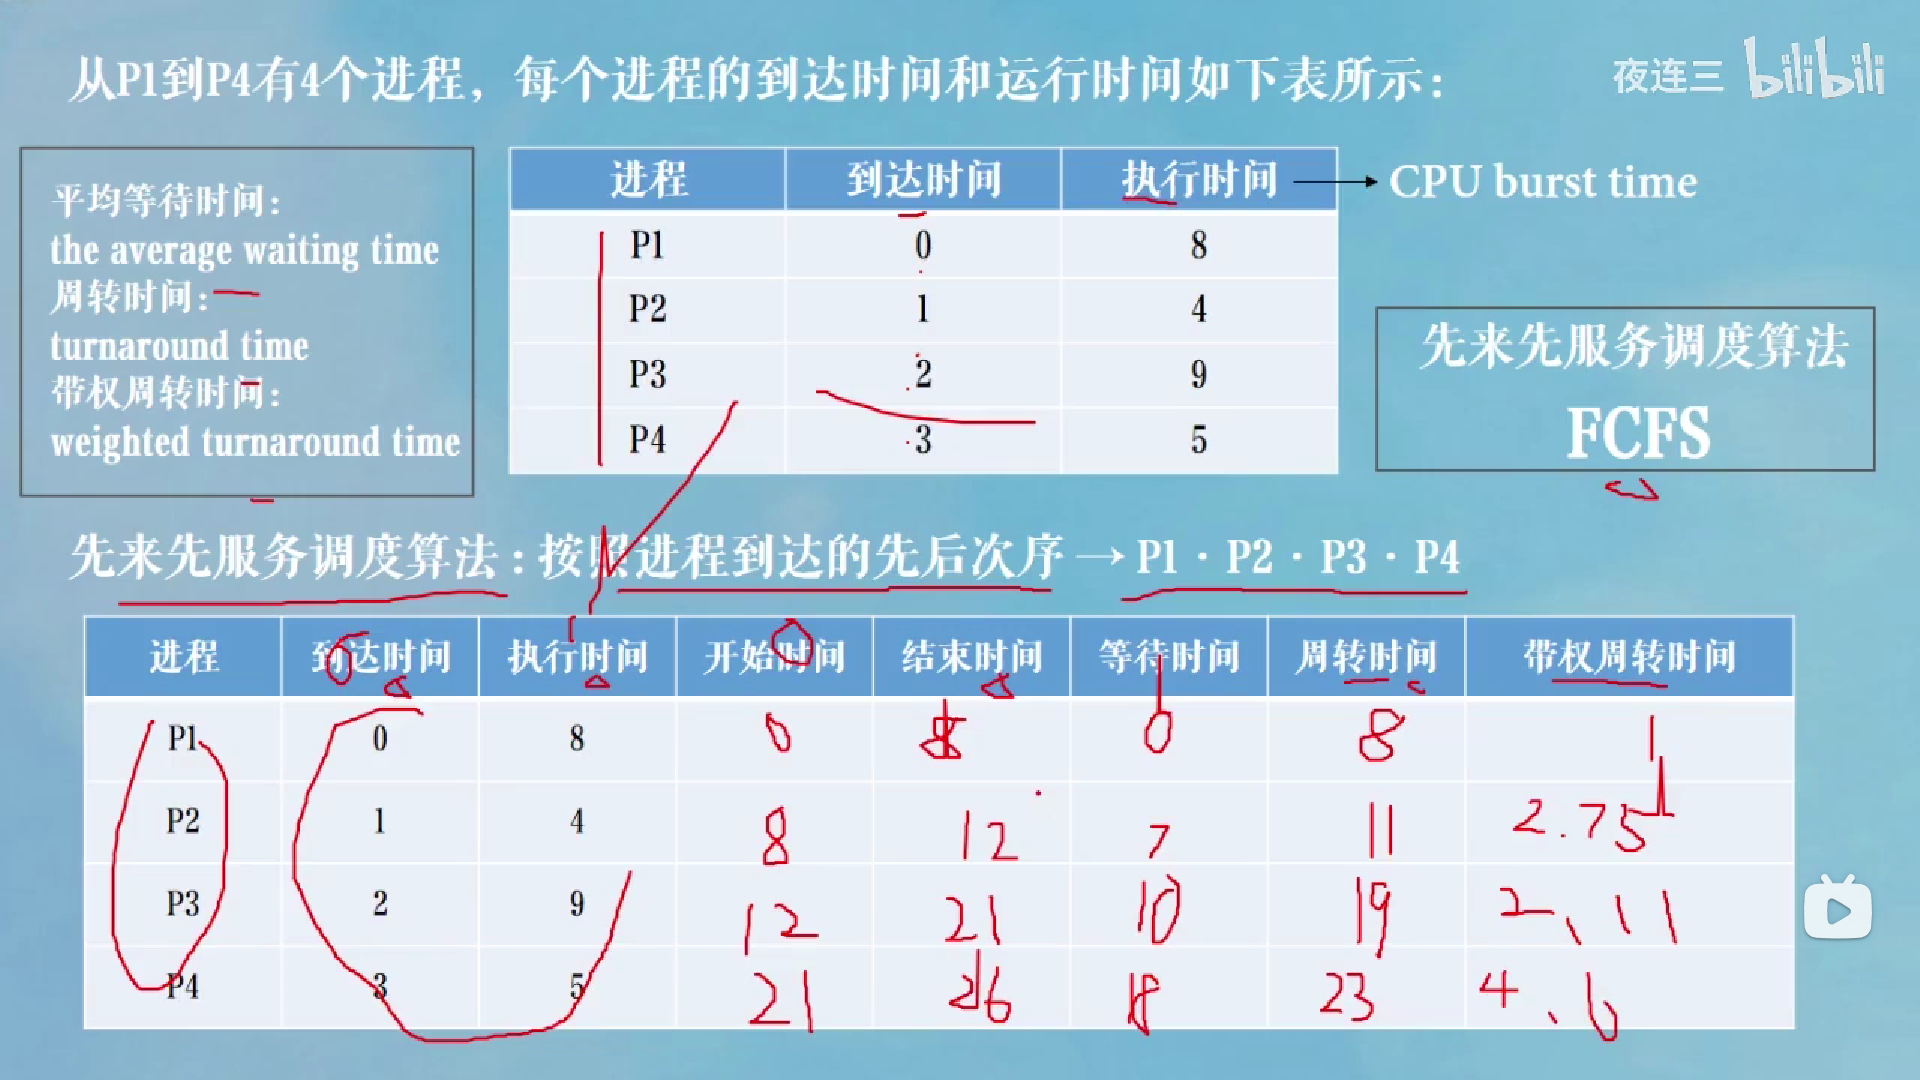 从P1到P4有4个进程，每个进程的到达时间和运行时间如下表所示：
夜连三 bilibili
平均等待时间：
the average waiting time
周转时间：
turnaround time
带权周转时间：
weighted turnaround time
进程 到达时间 执行时间 → CPU burst time
P1 0 8
P2 1 4
P3 2 9
P4 3 5
先来先服务调度算法
FCFS
先来先服务调度算法：按照进程到达的先后次序 → P1 · P2 · P3 · P4
进程 到达时间 执行时间 开始时间 结束时间 等待时间 周转时间 带权周转时间
P1 0 8 0 8 0 8 1
P2 1 4 8 12 7 11 2.75
P3 2 9 12 21 10 19 2.11
P4 3 5 21 26 18 23 4.6